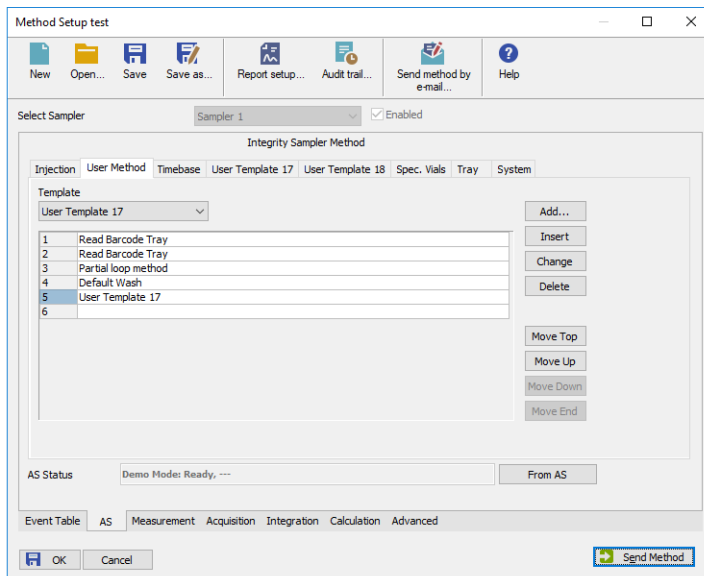 Method Setup test
New Open... Save Save as... Report setup... Audit trail... Send method by e-mail... Help
Select Sampler Sampler 1 Enabled
Integrity Sampler Method
Injection User Method Timebase User Template 17 User Template 18 Spec. Vials Tray System
Template
User Template 17 Add...
Insert
1 Read Barcode Tray
2 Read Barcode Tray
3 Partial loop method Change
4 Default Wash Delete
5 User Template 17
6
Move Top
Move Up
Move Down
Move End
AS Status Demo Mode: Ready, --- From AS
Event Table AS Measurement Acquisition Integration Calculation Advanced
OK Cancel Send Method